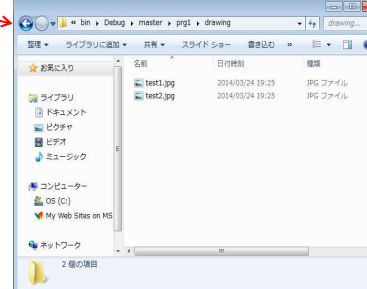 « bin ▸ Debug ▸ master ▸ prg1 ▸ drawing
drawing...
整理 ▼ ライブラリに追加 ▼ 共有 ▼ スライド ショー 書き込む »
名前 日付時刻 種類
お気に入り
test1.jpg 2014/03/24 19:25 JPG ファイル
test2.jpg 2014/03/24 19:25 JPG ファイル
ライブラリ
ドキュメント
ピクチャ
ビデオ
ミュージック
コンピューター
OS (C:)
My Web Sites on MS
ネットワーク
2 個の項目